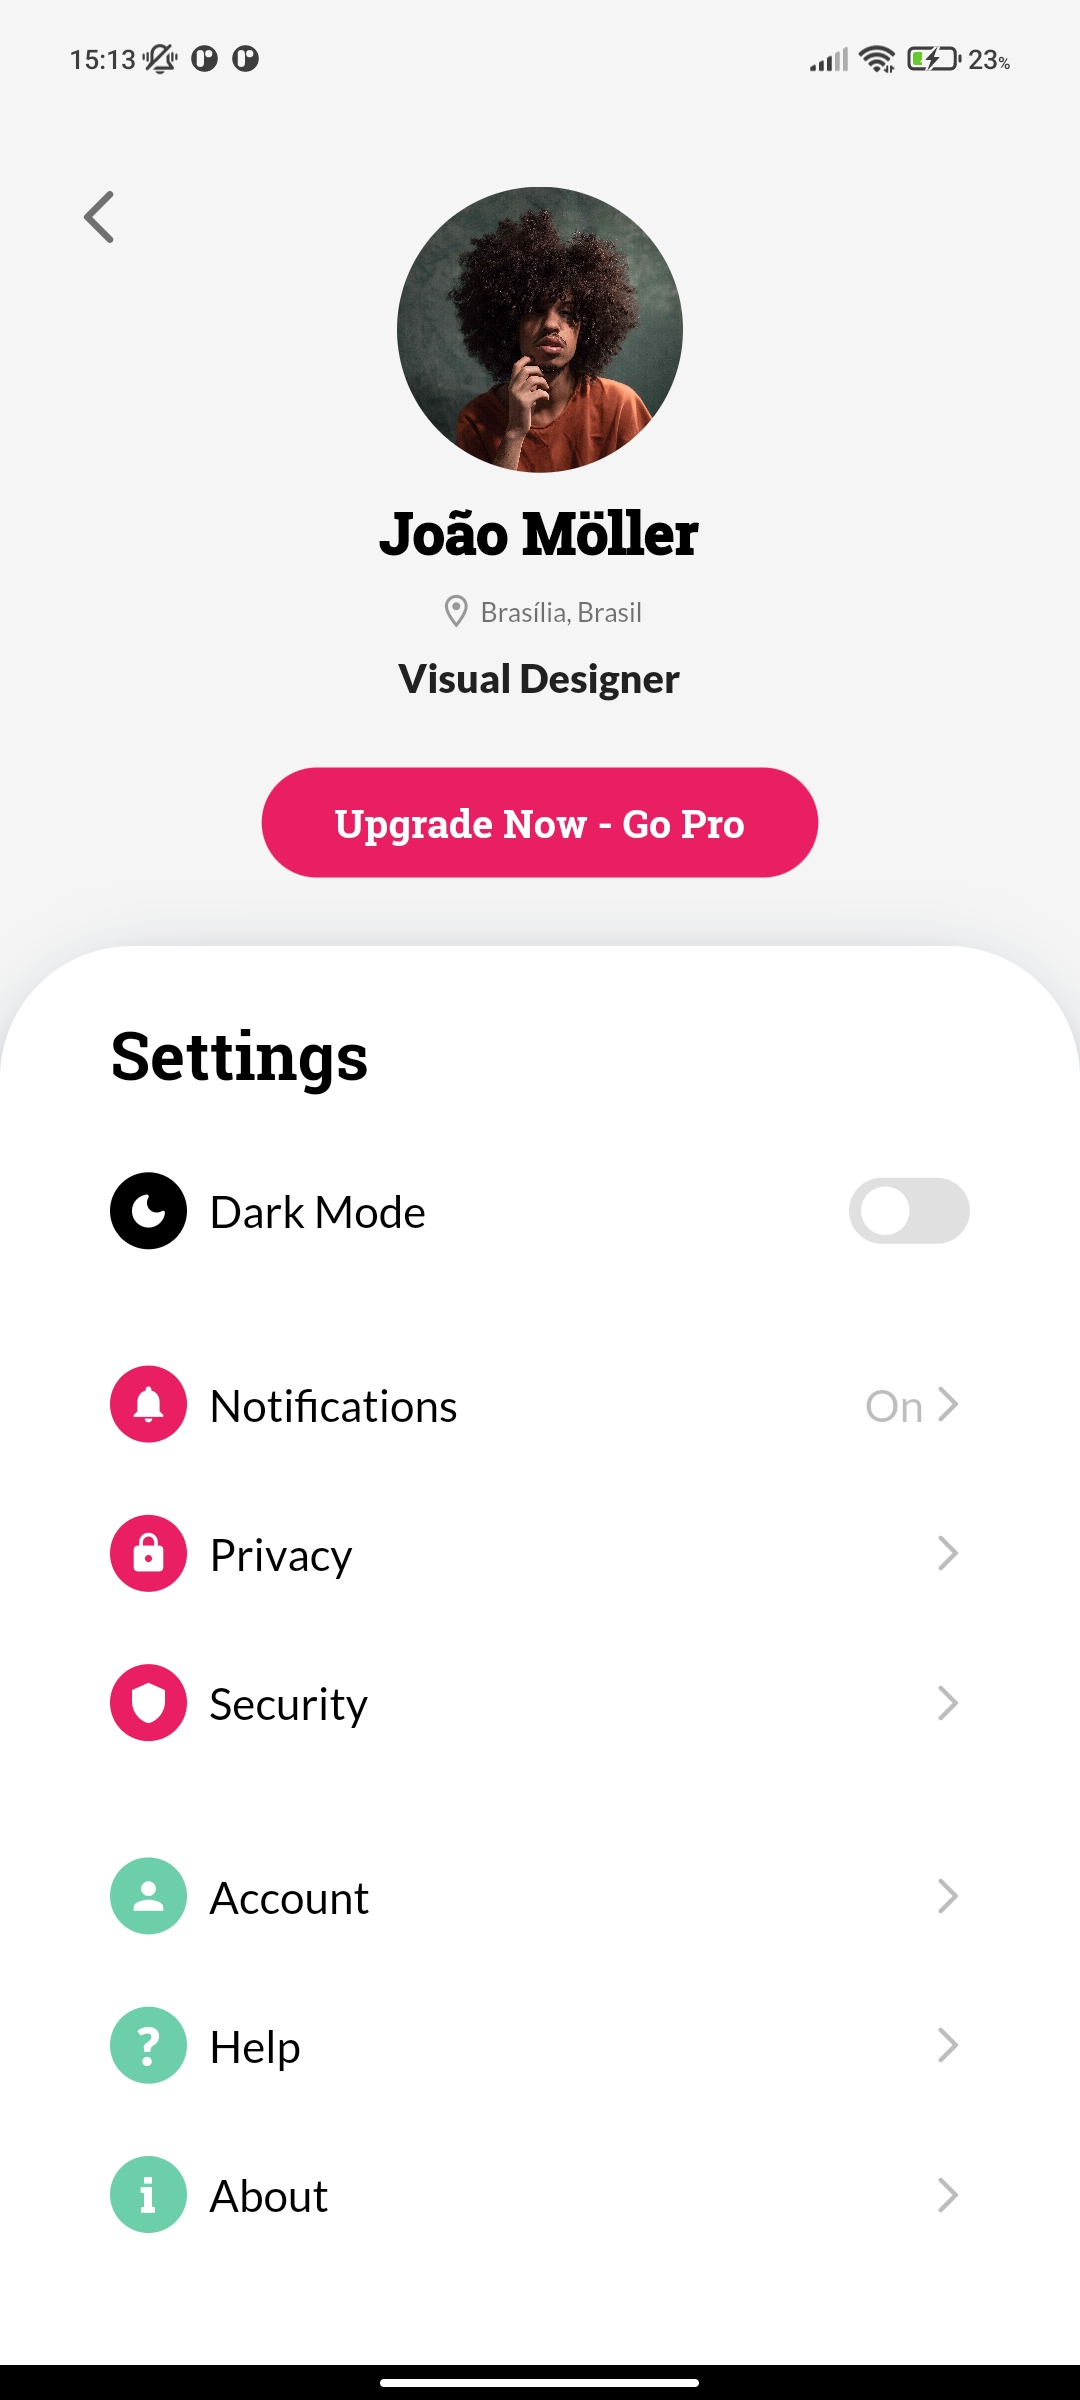 15:13 23%
João Möller
Brasília, Brasil
Visual Designer
Upgrade Now - Go Pro
Settings
Dark Mode
Notifications On
Privacy
Security
Account
Help
About